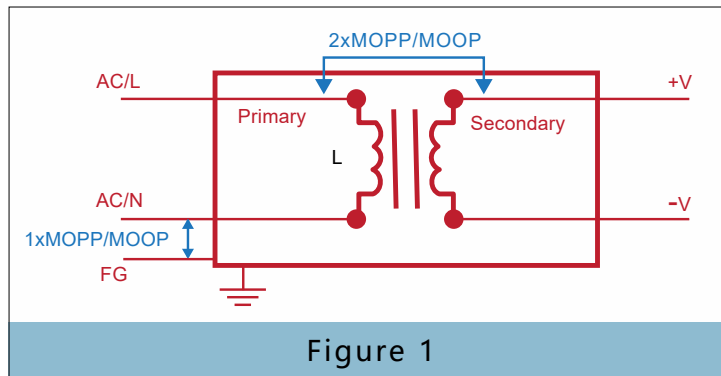 2xMOPP/MOOP
AC/L
+V
Primary
Secondary
L
AC/N
-V
1xMOPP/MOOP
FG
Figure 1